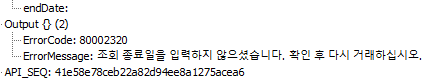 endDate:
Output {} (2)
ErrorCode: 80002320
ErrorMessage: 조회 종료일을 입력하지 않으셨습니다. 확인 후 다시 거래하십시오.
API_SEQ: 41e58e78ceb22a82d94ee8a1275acea6